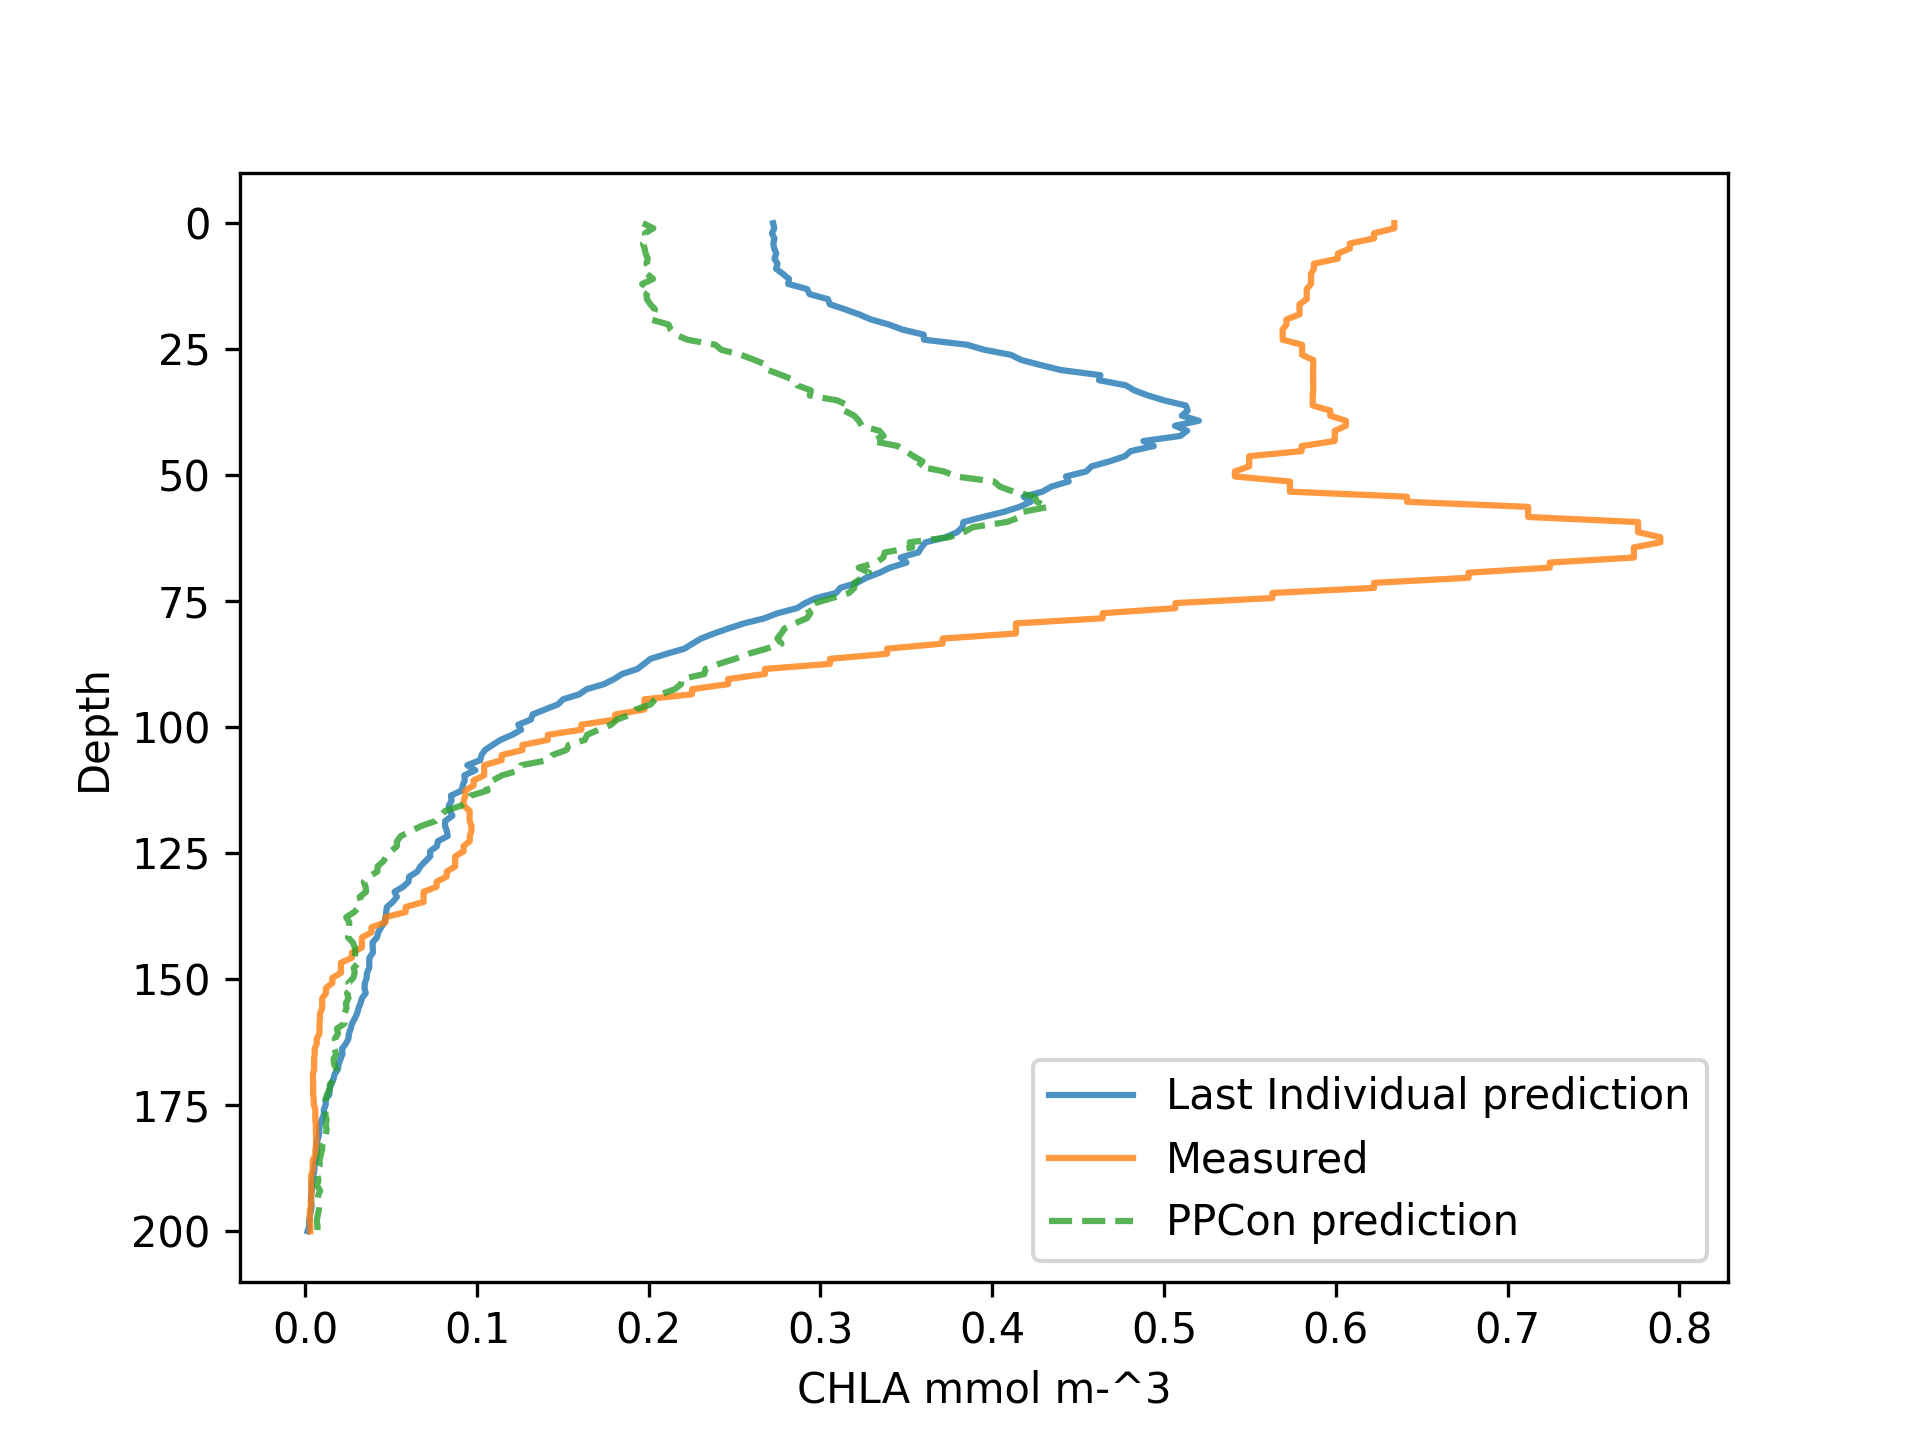 0
25
50
75
100
125
150
175
200
Depth
0.0 0.1 0.2 0.3 0.4 0.5 0.6 0.7 0.8
CHLA mmol m-^3
Last Individual prediction
Measured
PPCon prediction